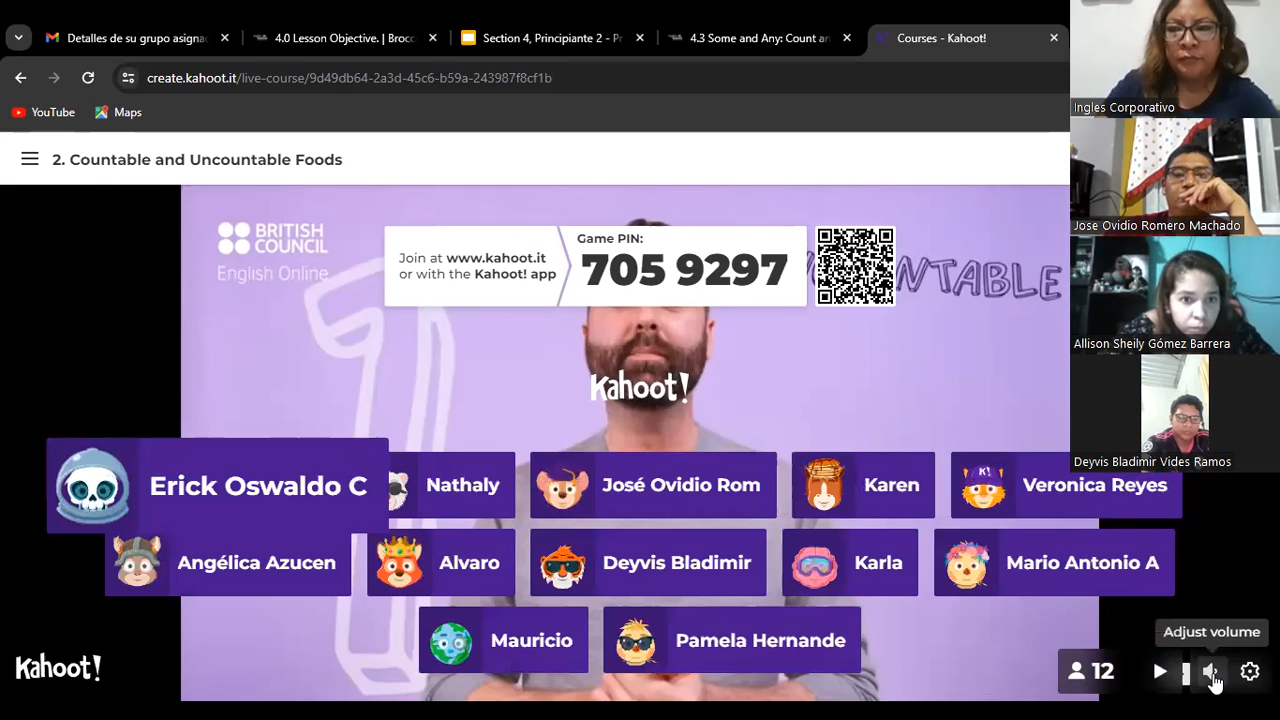 Detalles de su grupo asigna
4.0 Lesson Objective. | Broc
Section 4, Principiante 2 - P
4.3 Some and Any: Count an
Courses - Kahoot!
create.kahoot.it/live-course/9d49db64-2a3d-45c6-b59a-243987f8cf1b
YouTube
Maps
2. Countable and Uncountable Foods
BRITISH
COUNCIL
English Online
Join at www.kahoot.it
or with the Kahoot! app
Game PIN:
705 9297
NTABLE
Kahoot!
Erick Oswaldo C
Nathaly
José Ovidio Rom
Karen
K!
Veronica Reyes
Angélica Azucen
Alvaro
Deyvis Bladimir
Karla
Mario Antonio A
Mauricio
Pamela Hernande
Kahoot!
Adjust volume
12
Ingles Corporativo
Jose Ovidio Romero Machado
Allison Sheily Gómez Barrera
Deyvis Bladimir Vides Ramos